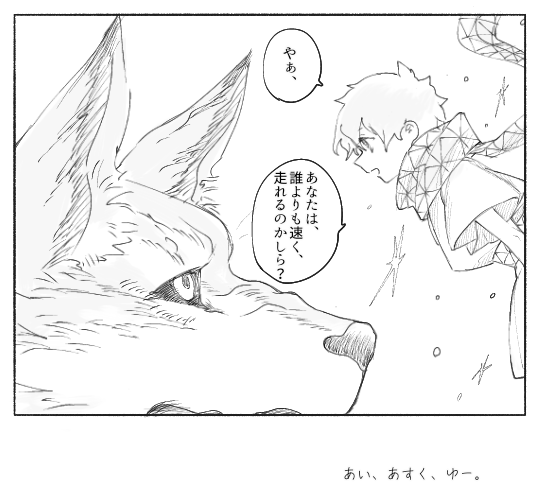 やあ、
あなたは、
誰よりも速く、
走れるのかしら?
あい、あすく、ゆー。